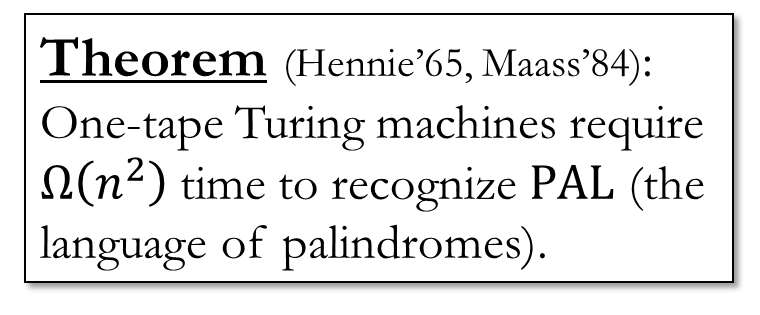 Theorem (Hennie’65, Maass’84):
One-tape Turing machines require
Ω(n²) time to recognize PAL (the
language of palindromes).